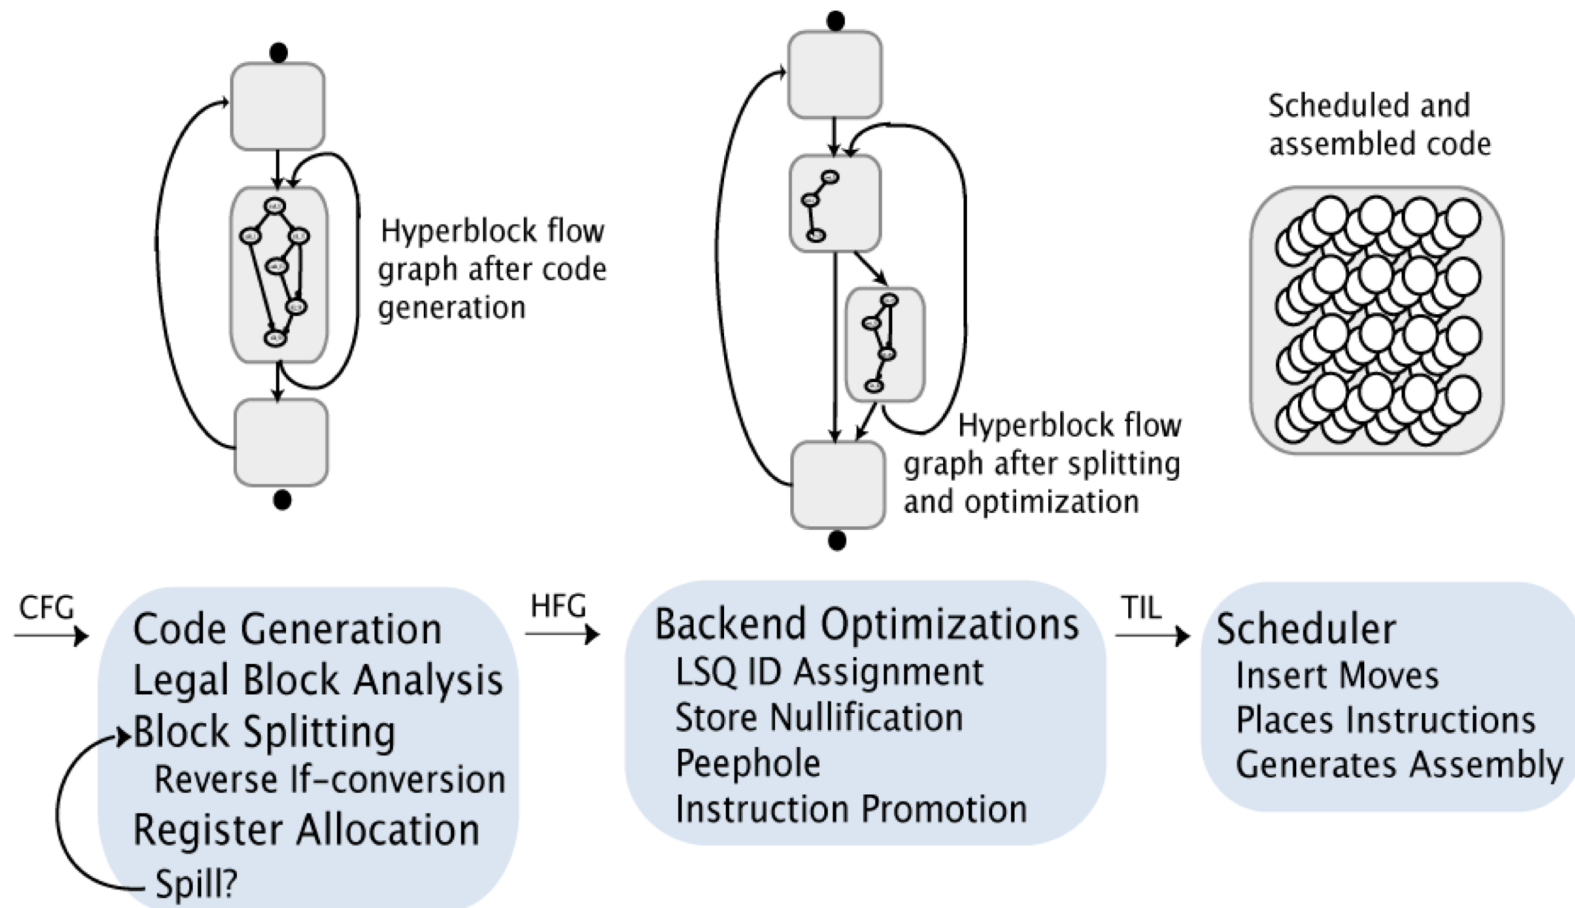 Hyperblock flow
graph after code
generation
Hyperblock flow
graph after splitting
and optimization
Scheduled and
assembled code
CFG
Code Generation
Legal Block Analysis
Block Splitting
Reverse If-conversion
Register Allocation
Spill?
HFG
Backend Optimizations
LSQ ID Assignment
Store Nullification
Peephole
Instruction Promotion
TIL
Scheduler
Insert Moves
Places Instructions
Generates Assembly